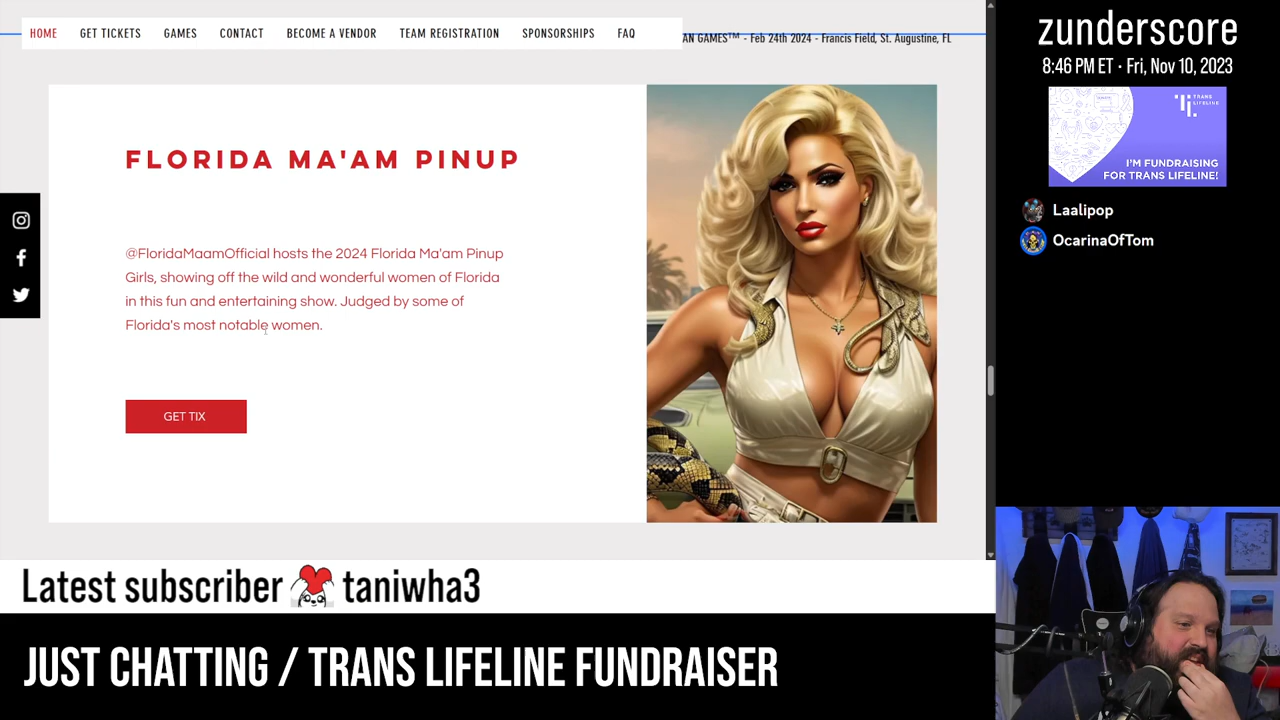 HOME GET TICKETS GAMES CONTACT BECOME A VENDOR TEAM REGISTRATION SPONSORSHIPS FAQ
AN GAMES™ - Feb 24th 2024 - Francis Field, St. Augustine, FL
FLORIDA MA'AM PINUP
@FloridaMaamOfficial hosts the 2024 Florida Ma'am Pinup
Girls, showing off the wild and wonderful women of Florida
in this fun and entertaining show. Judged by some of
Florida's most notable women.
GET TIX
zunderscore
8:46 PM ET · Fri, Nov 10, 2023
TRANS
LIFELINE
I'M FUNDRAISING
FOR TRANS LIFELINE!
Laalipop
OcarinaOfTom
Latest subscriber taniwha3
JUST CHATTING / TRANS LIFELINE FUNDRAISER